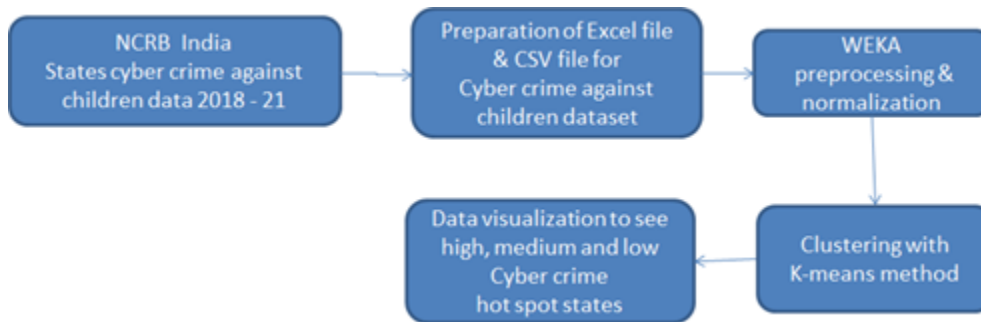 NCRB India
States cyber crime against
children data 2018 - 21
Preparation of Excel file
& CSV file for
Cyber crime against
children dataset
WEKA
preprocessing &
normalization
Clustering with
K-means method
Data visualization to see
high, medium and low
Cyber crime
hot spot states